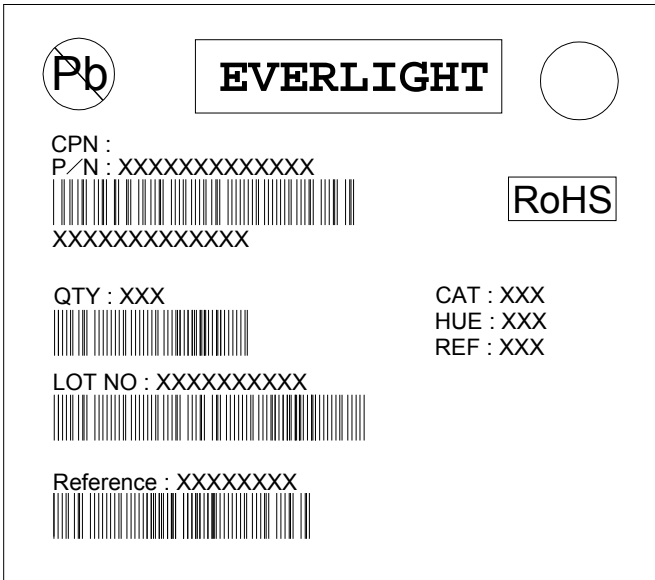 Pb
EVERLIGHT
CPN :
P/N : XXXXXXXXXXXXX
RoHS
XXXXXXXXXXXXX
QTY : XXX
CAT : XXX
HUE : XXX
REF : XXX
LOT NO : XXXXXXXXXX
Reference : XXXXXXXX